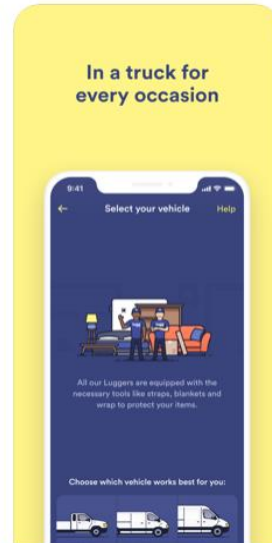 In a truck for
every occasion
9:41
Select your vehicle
Help
All our Luggers are equipped with the
necessary tools like straps, blankets and
wrap to protect your items.
Choose which vehicle works best for you: